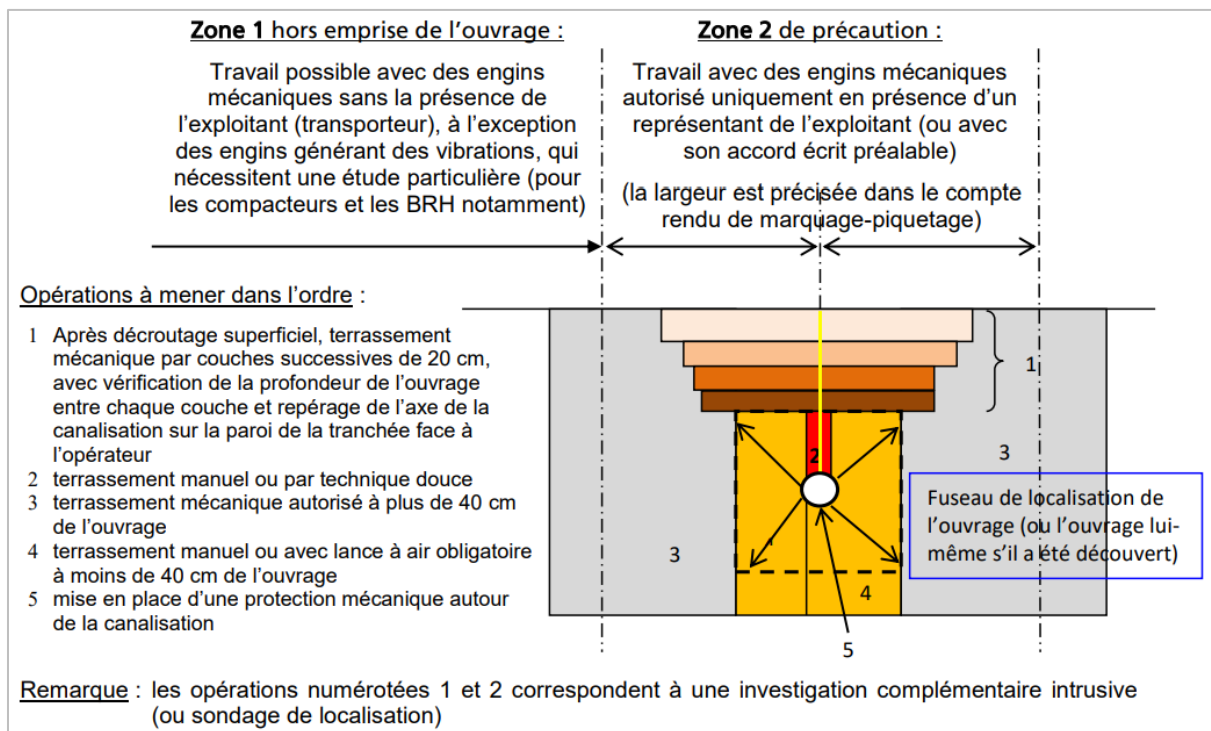 Zone 1 hors emprise de l'ouvrage :
Travail possible avec des engins
mécaniques sans la présence de
l'exploitant (transporteur), à l'exception
des engins générant des vibrations, qui
nécessitent une étude particulière (pour
les compacteurs et les BRH notamment)
Zone 2 de précaution :
Travail avec des engins mécaniques
autorisé uniquement en présence d'un
représentant de l'exploitant (ou avec
son accord écrit préalable)
(la largeur est précisée dans le compte
rendu de marquage-piquetage)
Opérations à mener dans l'ordre :
1 Après décroutage superficiel, terrassement
mécanique par couches successives de 20 cm,
avec vérification de la profondeur de l'ouvrage
entre chaque couche et repérage de l'axe de la
canalisation sur la paroi de la tranchée face à
l'opérateur
2 terrassement manuel ou par technique douce
3 terrassement mécanique autorisé à plus de 40 cm
de l'ouvrage
4 terrassement manuel ou avec lance à air obligatoire
à moins de 40 cm de l'ouvrage
5 mise en place d'une protection mécanique autour
de la canalisation
1
2
3
3
Fuseau de localisation de
l'ouvrage (ou l'ouvrage lui-
même s'il a été découvert)
4
5
Remarque : les opérations numérotées 1 et 2 correspondent à une investigation complémentaire intrusive
(ou sondage de localisation)